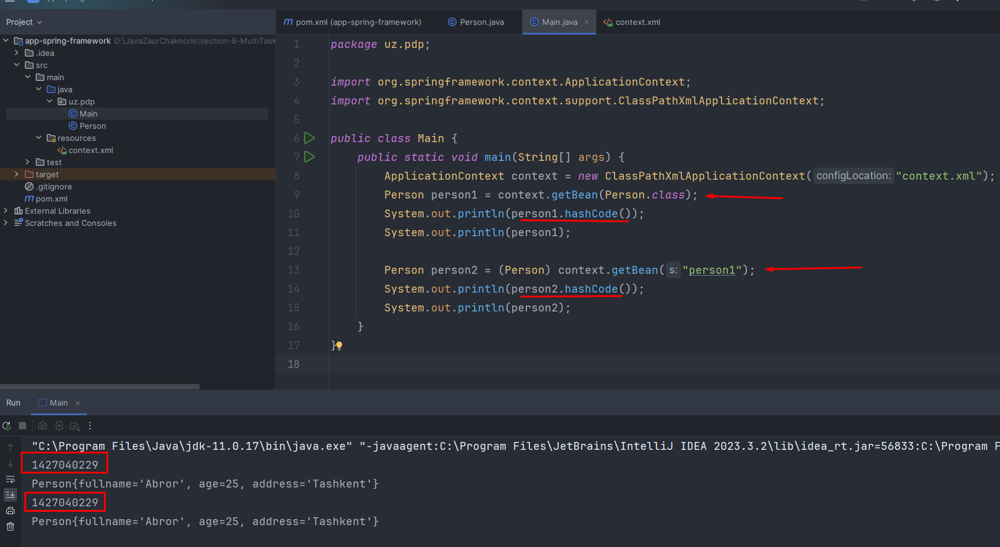 Project
app-spring-framework D:\JavaZaurChaknoris\section-8-MultiTask
.idea
src
main
java
uz.pdp
Main
Person
resources
context.xml
test
target
.gitignore
pom.xml
External Libraries
Scratches and Consoles
pom.xml (app-spring-framework) Person.java Main.java context.xml
1 package uz.pdp;
2
3 import org.springframework.context.ApplicationContext;
4 import org.springframework.context.support.ClassPathXmlApplicationContext;
5
6 public class Main {
7 public static void main(String[] args) {
8 ApplicationContext context = new ClassPathXmlApplicationContext( configLocation: "context.xml");
9 Person person1 = context.getBean(Person.class);
10 System.out.println(person1.hashCode());
11 System.out.println(person1);
12
13 Person person2 = (Person) context.getBean( s: "person1");
14 System.out.println(person2.hashCode());
15 System.out.println(person2);
16 }
17 }
18
Run Main
"C:\Program Files\Java\jdk-11.0.17\bin\java.exe" "-javaagent:C:\Program Files\JetBrains\IntelliJ IDEA 2023.3.2\lib\idea_rt.jar=56833:C:\Program F
1427040229
Person{fullname='Abror', age=25, address='Tashkent'}
1427040229
Person{fullname='Abror', age=25, address='Tashkent'}